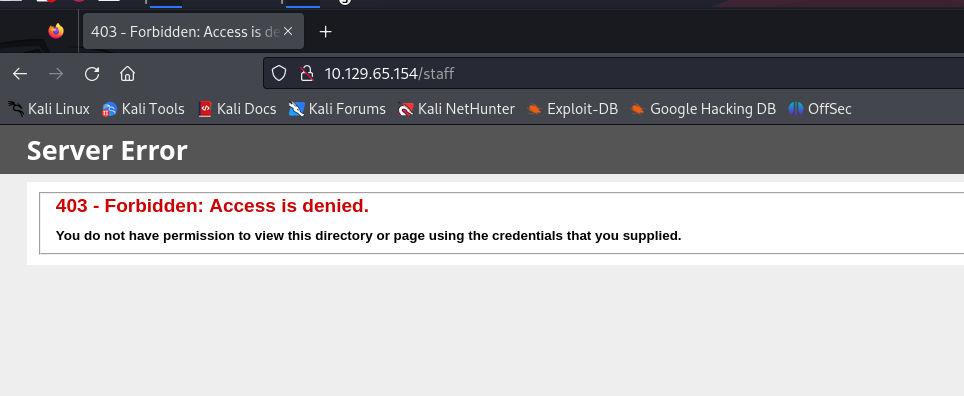 403 - Forbidden: Access is de
10.129.65.154/staff
Kali Linux Kali Tools Kali Docs Kali Forums Kali NetHunter Exploit-DB Google Hacking DB OffSec
Server Error
403 - Forbidden: Access is denied.
You do not have permission to view this directory or page using the credentials that you supplied.